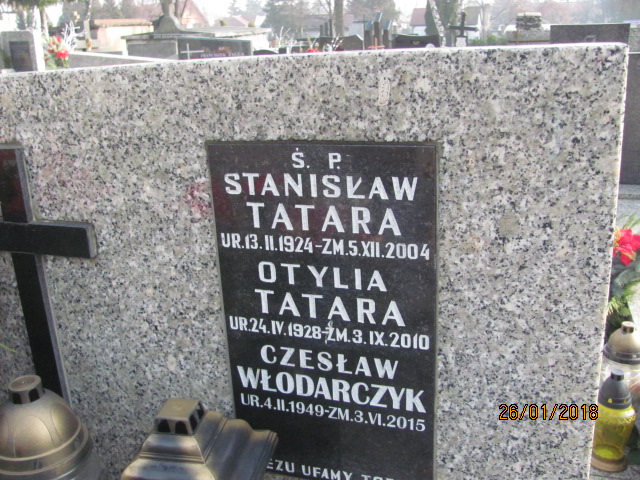 Ś. P.
STANISŁAW
TATARA
UR.13.II.1924-ZM.5.XII.2004
OTYLIA
TATARA
UR.24.IV.1928-ZM.3.IX.2010
CZESŁAW
WŁODARCZYK
UR.4.II.1949-ZM.3.VI.2015
UFAMY
26/01/2018